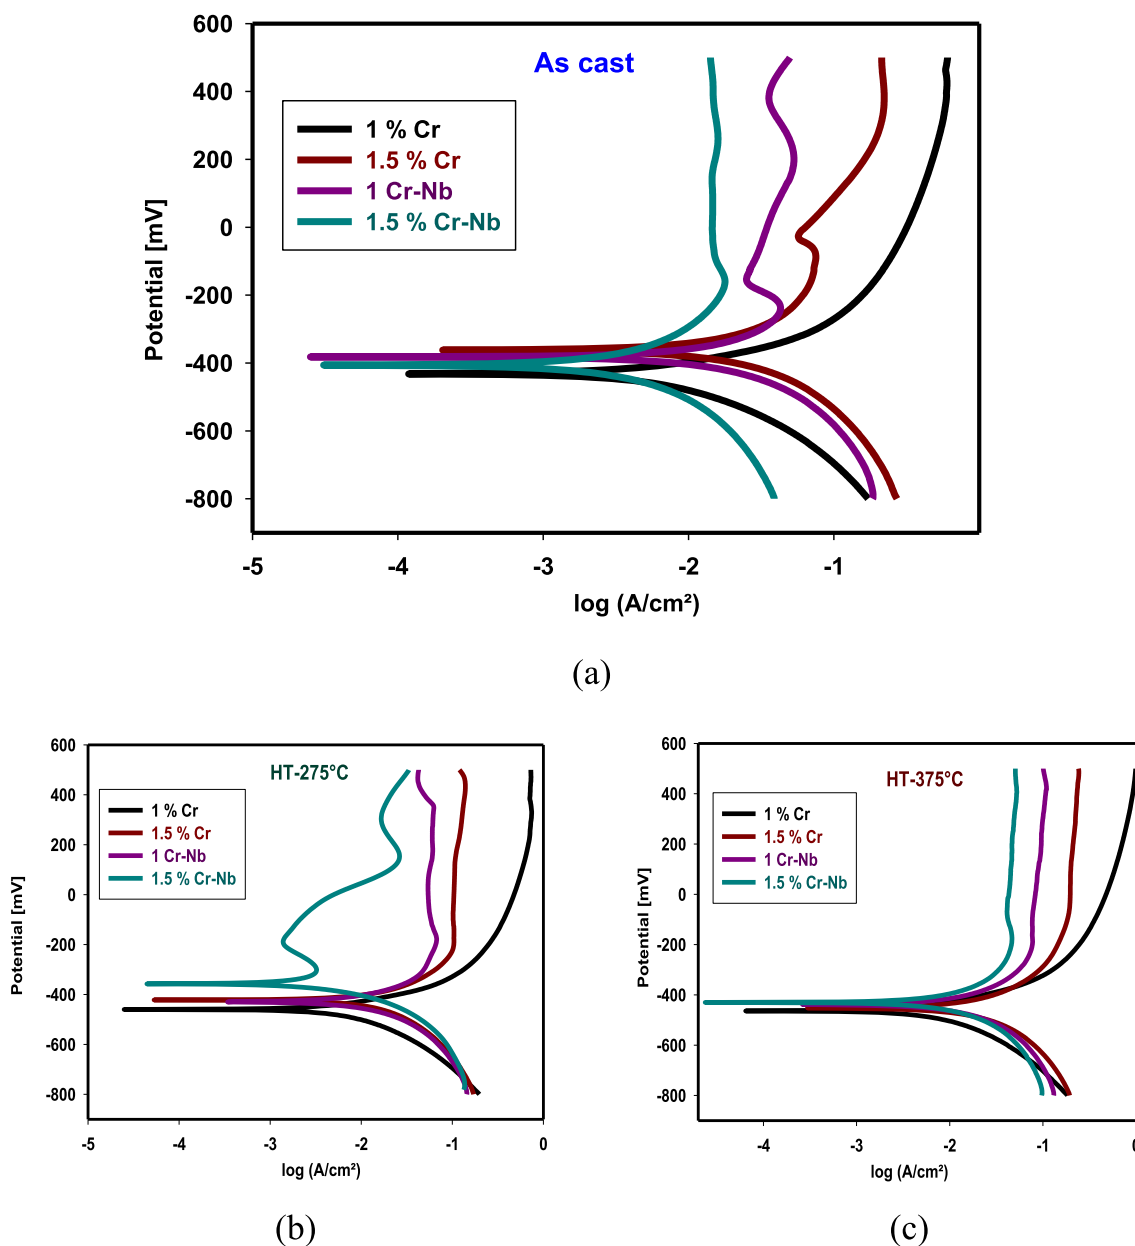 600
As cast
400
1 % Cr
1.5 % Cr
1 Cr-Nb
1.5 % Cr-Nb
200
0
-200
-400
-600
-800
Potential [mV]
-5 -4 -3 -2 -1
log (A/cm²)
(a)
600
HT-275°C
400
1 % Cr
1.5 % Cr
1 Cr-Nb
1.5 % Cr-Nb
200
0
-200
-400
-600
-800
Potential [mV]
-5 -4 -3 -2 -1 0
log (A/cm²)
(b)
600
HT-375°C
400
1 % Cr
1.5 % Cr
1 Cr-Nb
1.5 % Cr-Nb
200
0
-200
-400
-600
-800
Potential [mV]
-4 -3 -2 -1 0
log (A/cm²)
(c)